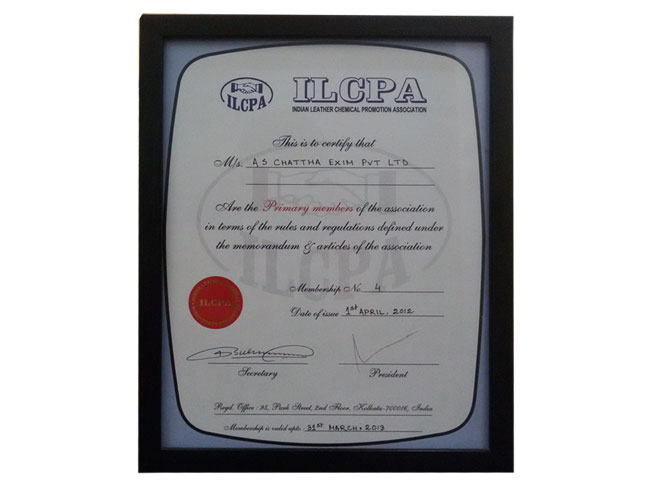 ILCPA
ILCPA
INDIAN LEATHER CHEMICAL PROMOTION ASSOCIATION
This is to certify that
M/s. A S CHATTHA EXIM PVT LTD
Are the Primary members of the association
in terms of the rules and regulations defined under
the memorandum & articles of the association
ILCPA
Membership No 4
ILCPA
Date of issue 1st APRIL, 2012
Secretary
President
Regd. Office : 95, Park Street, 2nd Floor, Kolkata-700016, India
Membership is valid upto 31st MARCH, 2013